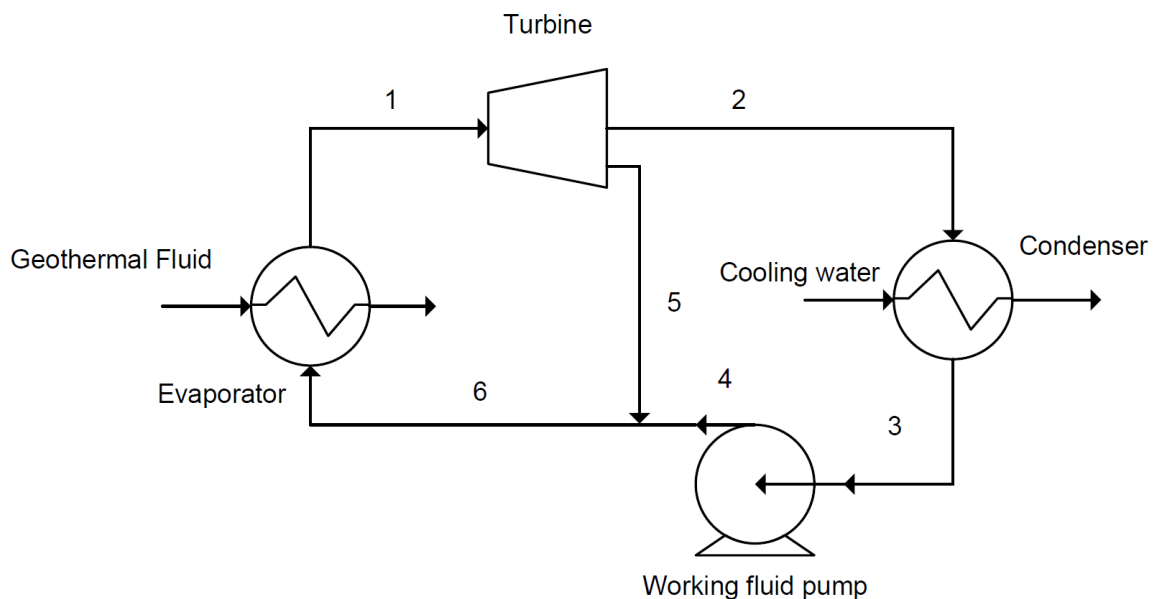 Turbine
1
2
Geothermal Fluid
Cooling water
Condenser
5
Evaporator
6
4
3
Working fluid pump